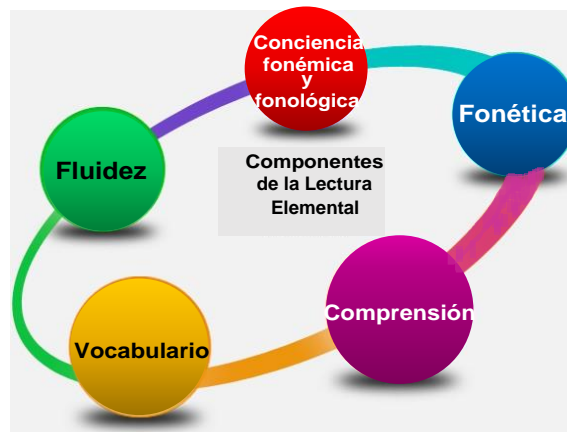 Conciencia
fonémica
y
fonológica
Fonética
Fluidez
Componentes
de la Lectura
Elemental
Comprensión
Vocabulario